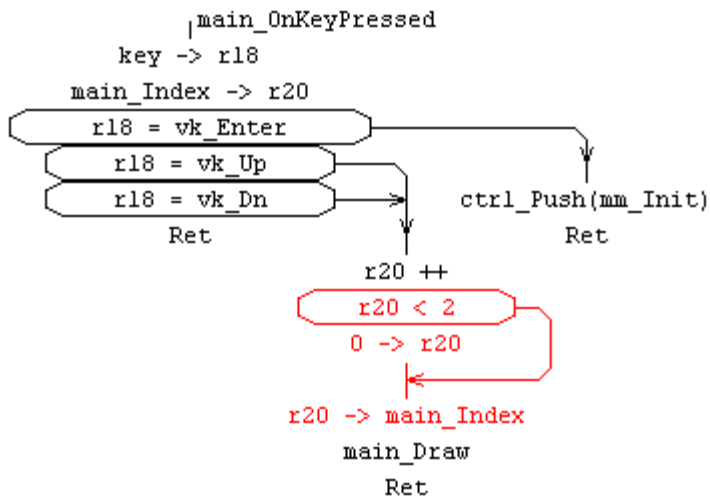 main_OnKeyPressed
key -> r18
main_Index -> r20
r18 = vk_Enter
r18 = vk_Up
r18 = vk_Dn
Ret
ctrl_Push(mm_Init)
Ret
r20 ++
r20 < 2
0 -> r20
r20 -> main_Index
main_Draw
Ret